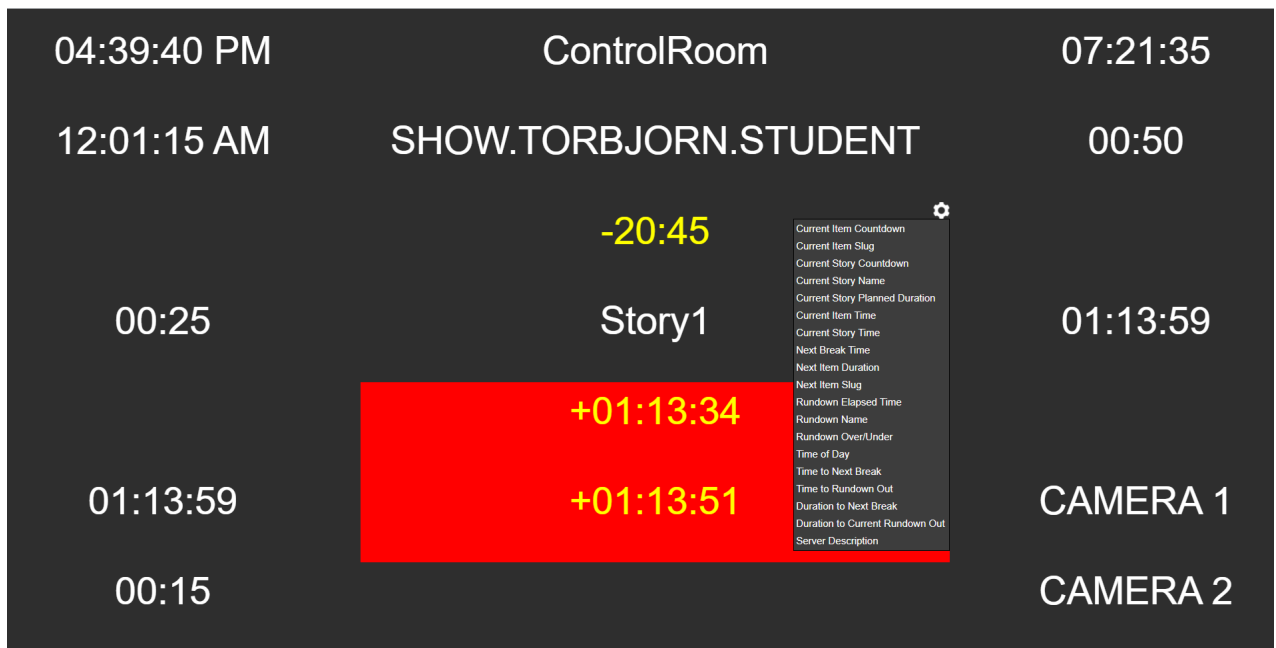 04:39:40 PM
ControlRoom
07:21:35
12:01:15 AM
SHOW.TORBJORN.STUDENT
00:50
-20:45
00:25
Story1
01:13:59
+01:13:34
01:13:59
+01:13:51
CAMERA 1
00:15
CAMERA 2
Current Item Countdown
Current Item Slug
Current Story Countdown
Current Story Name
Current Story Planned Duration
Current Item Time
Current Story Time
Next Break Time
Next Item Duration
Next Item Slug
Rundown Elapsed Time
Rundown Name
Rundown Over/Under
Time of Day
Time to Next Break
Time to Rundown Out
Duration to Next Break
Duration to Current Rundown Out
Server Description